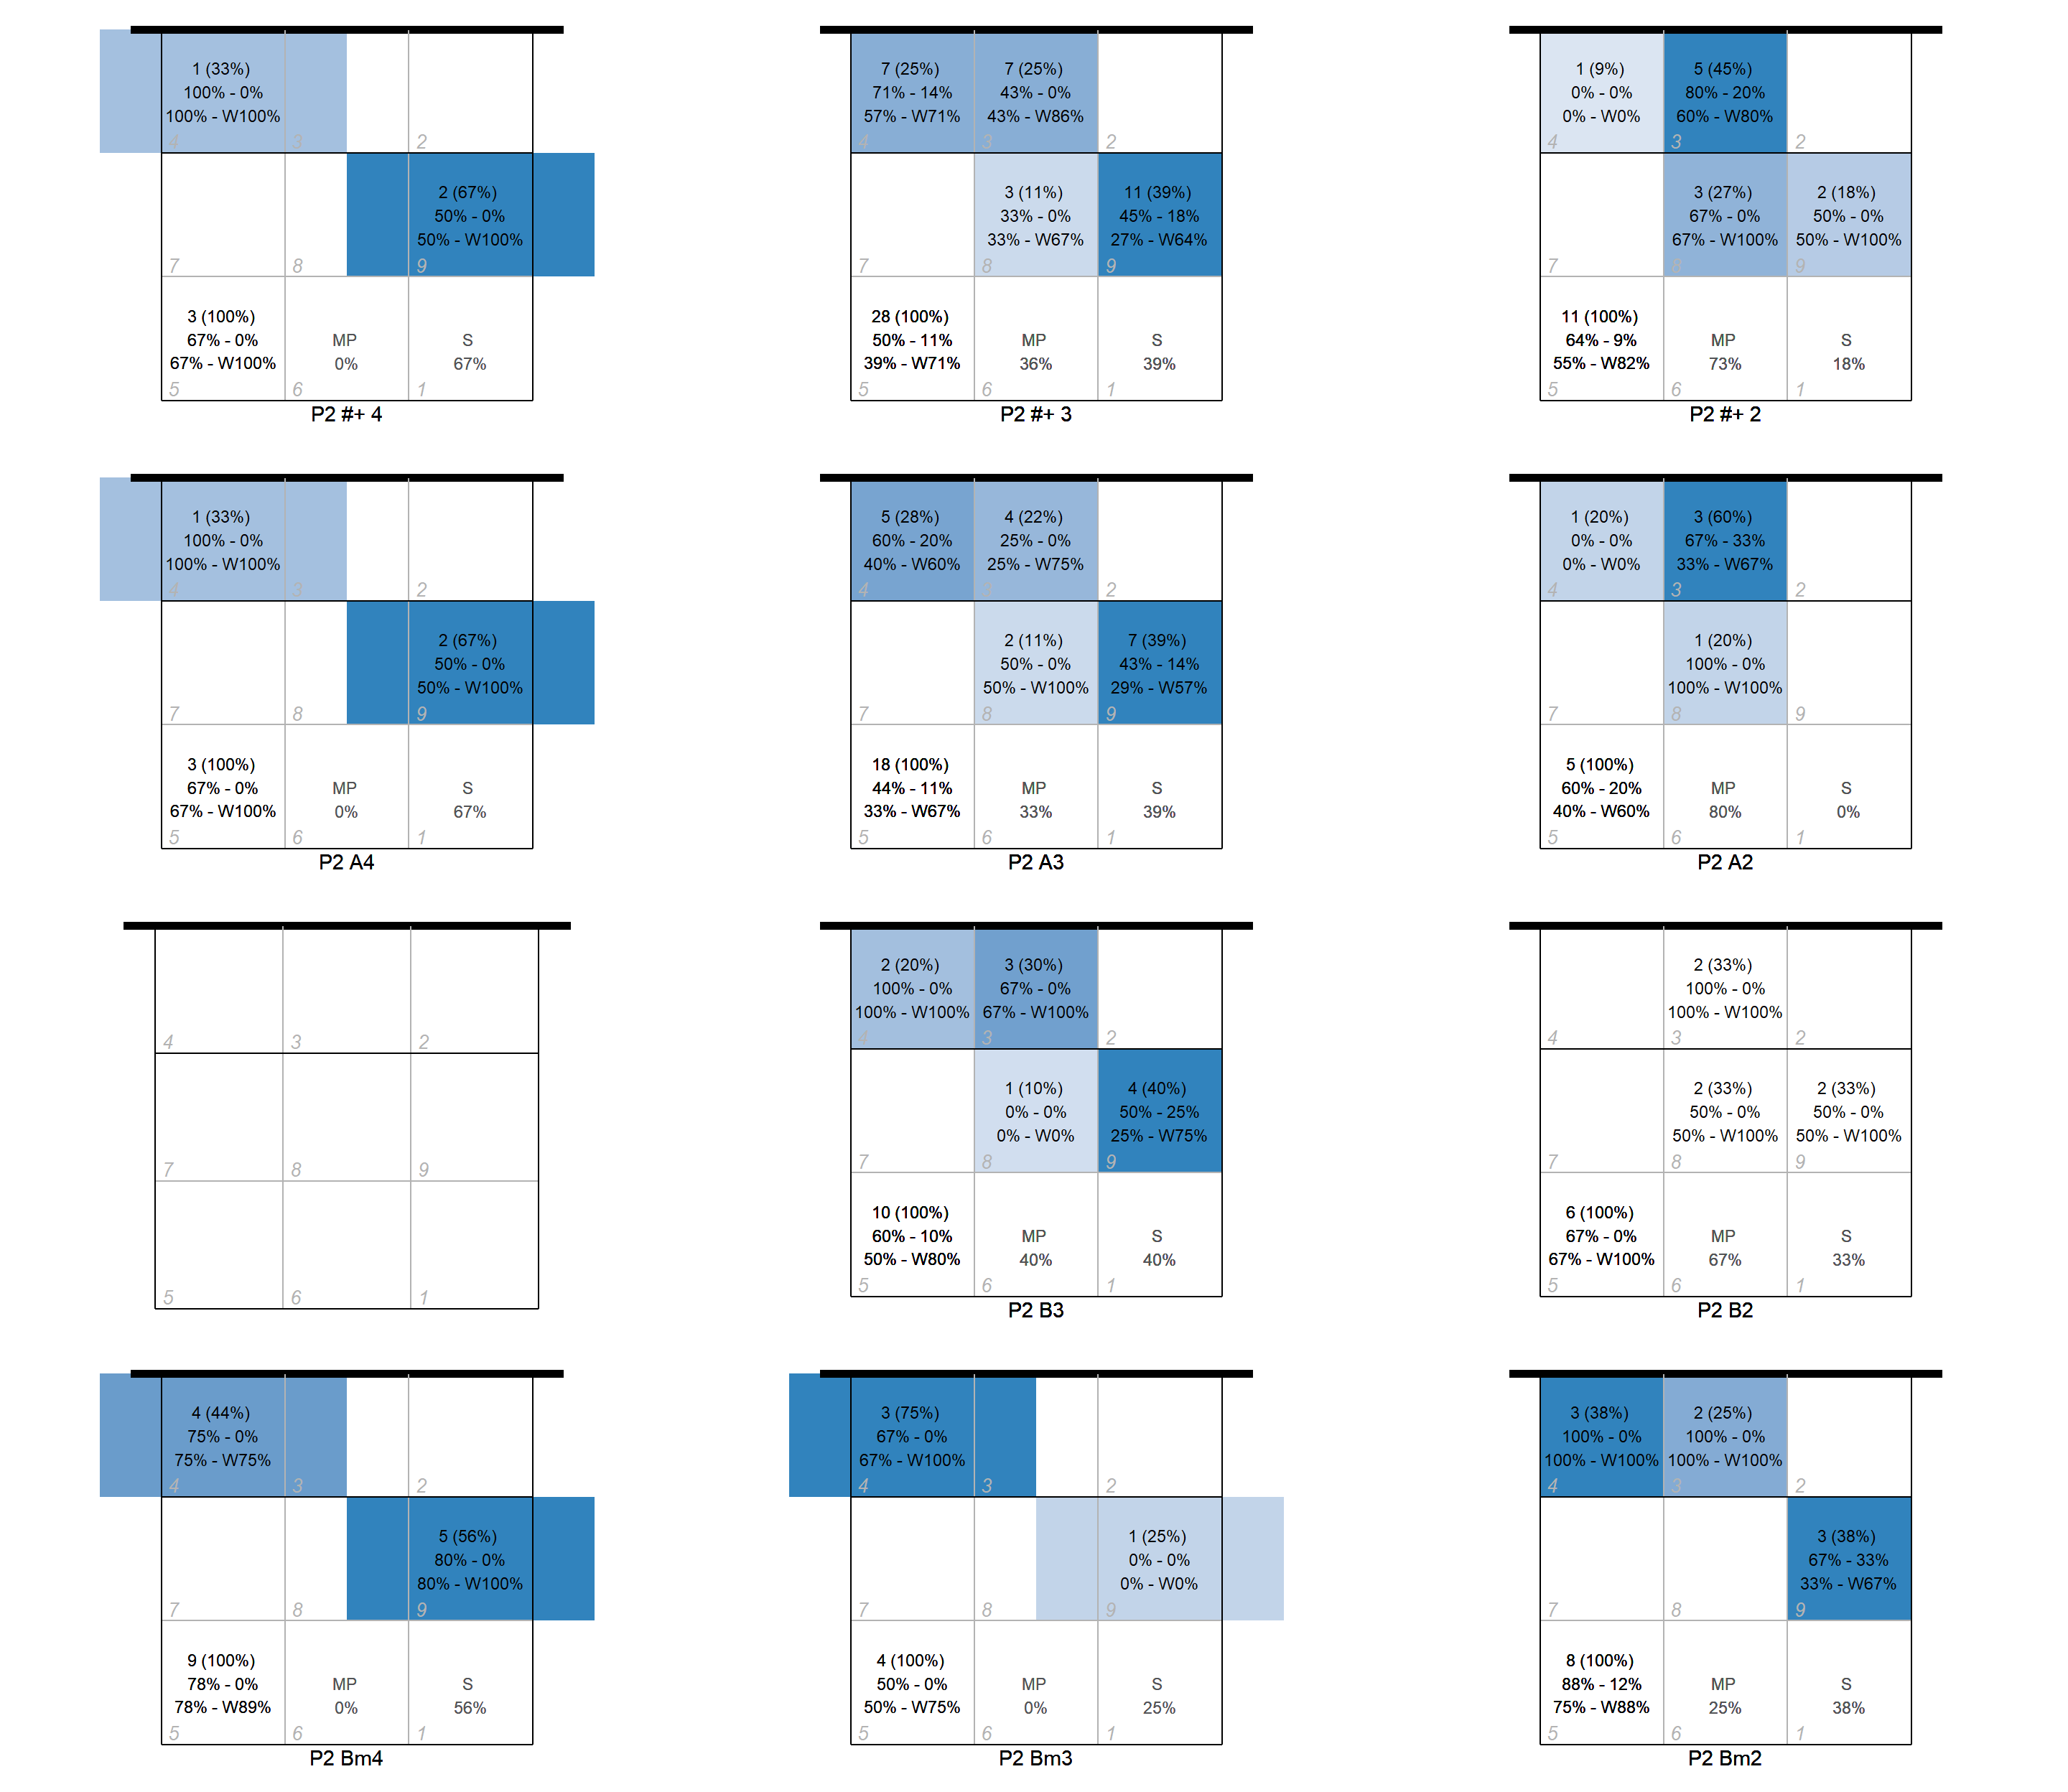 1 (33%)
100% - 0%
100% - W100%
4
3
2
2 (67%)
50% - 0%
50% - W100%
7
8
9
3 (100%)
67% - 0%
67% - W100%
MP
0%
S
67%
5
6
1
P2 #+ 4
7 (25%)
71% - 14%
57% - W71%
7 (25%)
43% - 0%
43% - W86%
4
3
2
3 (11%)
33% - 0%
33% - W67%
11 (39%)
45% - 18%
27% - W64%
7
8
9
28 (100%)
50% - 11%
39% - W71%
MP
36%
S
39%
5
6
1
P2 #+ 3
1 (9%)
0% - 0%
0% - W0%
5 (45%)
80% - 20%
60% - W80%
4
3
2
3 (27%)
67% - 0%
67% - W100%
2 (18%)
50% - 0%
50% - W100%
7
8
9
11 (100%)
64% - 9%
55% - W82%
MP
73%
S
18%
5
6
1
P2 #+ 2
1 (33%)
100% - 0%
100% - W100%
4
3
2
2 (67%)
50% - 0%
50% - W100%
7
8
9
3 (100%)
67% - 0%
67% - W100%
MP
0%
S
67%
5
6
1
P2 A4
5 (28%)
60% - 20%
40% - W60%
4 (22%)
25% - 0%
25% - W75%
4
3
2
2 (11%)
50% - 0%
50% - W100%
7 (39%)
43% - 14%
29% - W57%
7
8
9
18 (100%)
44% - 11%
33% - W67%
MP
33%
S
39%
5
6
1
P2 A3
1 (20%)
0% - 0%
0% - W0%
3 (60%)
67% - 33%
33% - W67%
4
3
2
1 (20%)
100% - 0%
100% - W100%
7
8
9
5 (100%)
60% - 20%
40% - W60%
MP
80%
S
0%
5
6
1
P2 A2
4
3
2
7
8
9
5
6
1
2 (20%)
100% - 0%
100% - W100%
3 (30%)
67% - 0%
67% - W100%
4
3
2
1 (10%)
0% - 0%
0% - W0%
4 (40%)
50% - 25%
25% - W75%
7
8
9
10 (100%)
60% - 10%
50% - W80%
MP
40%
S
40%
5
6
1
P2 B3
2 (33%)
100% - 0%
100% - W100%
4
3
2
2 (33%)
50% - 0%
50% - W100%
2 (33%)
50% - 0%
50% - W100%
7
8
9
6 (100%)
67% - 0%
67% - W100%
MP
67%
S
33%
5
6
1
P2 B2
4 (44%)
75% - 0%
75% - W75%
4
3
2
5 (56%)
80% - 0%
80% - W100%
7
8
9
9 (100%)
78% - 0%
78% - W89%
MP
0%
S
56%
5
6
1
P2 Bm4
3 (75%)
67% - 0%
67% - W100%
4
3
2
1 (25%)
0% - 0%
0% - W0%
7
8
9
4 (100%)
50% - 0%
50% - W75%
MP
0%
S
25%
5
6
1
P2 Bm3
3 (38%)
100% - 0%
100% - W100%
2 (25%)
100% - 0%
100% - W100%
4
3
2
3 (38%)
67% - 33%
33% - W67%
7
8
9
8 (100%)
88% - 12%
75% - W88%
MP
25%
S
38%
5
6
1
P2 Bm2